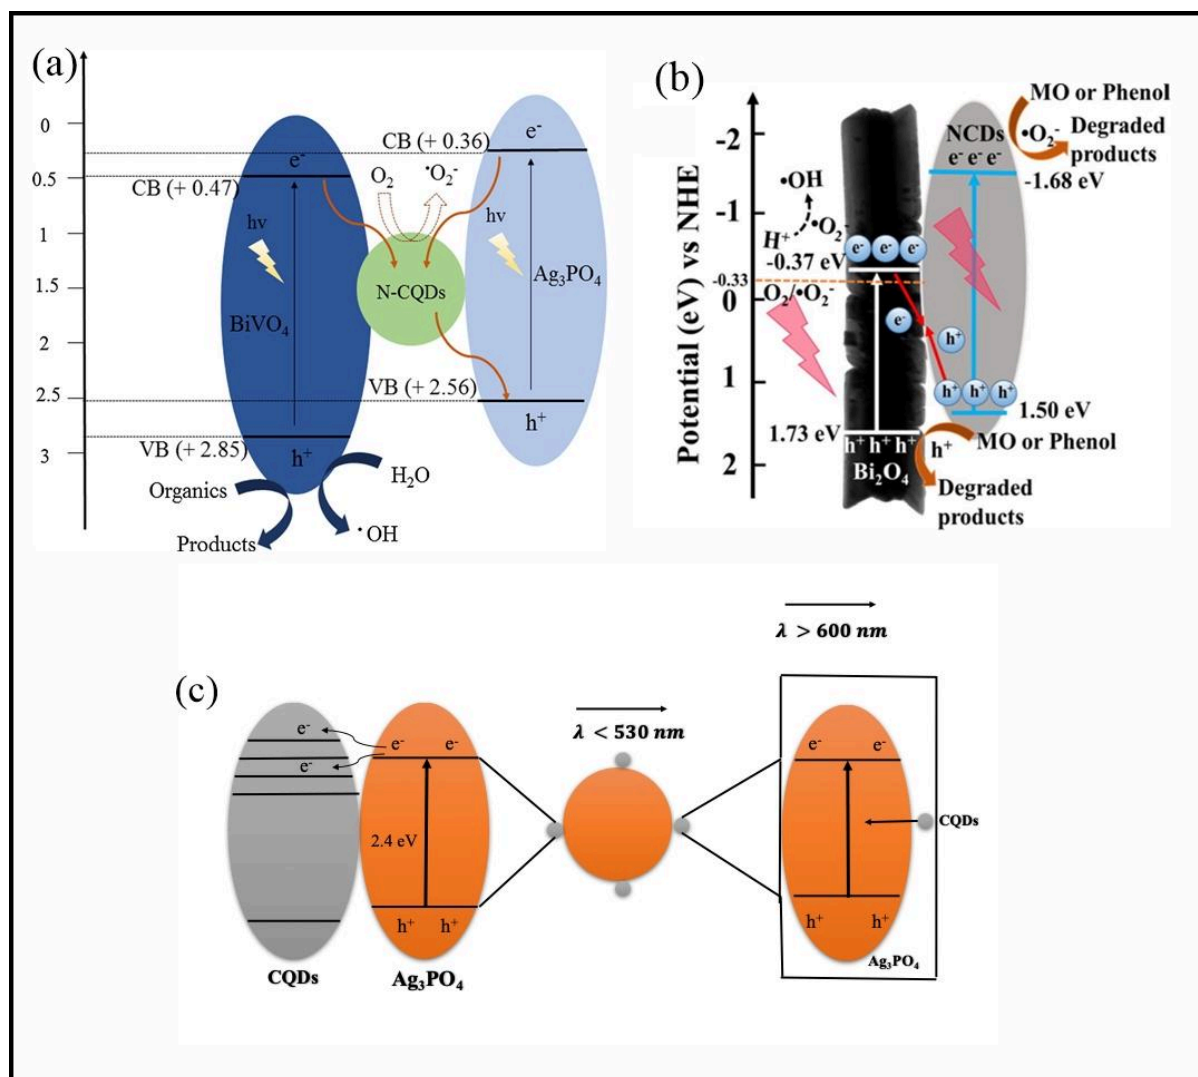 (a)
0
0.5
1
1.5
2
2.5
3
CB (+ 0.47)
e⁻
hν
BiVO₄
VB (+ 2.85)
h⁺
Organics
Products
H₂O
•OH
CB (+ 0.36)
O₂
•O₂⁻
N-CQDs
e⁻
hν
Ag₃PO₄
VB (+ 2.56)
h⁺
(b)
Potential (eV) vs NHE
-2
-1
-0.33
0
1
2
•OH
H⁺
•O₂⁻
-0.37 eV
O₂/•O₂⁻
e⁻ e⁻ e⁻
e⁻
h⁺
1.73 eV
h⁺ h⁺ h⁺
Bi₂O₄
NCDs
e⁻ e⁻ e⁻
-1.68 eV
MO or Phenol
•O₂⁻
Degraded
products
h⁺ h⁺ h⁺
1.50 eV
h⁺
MO or Phenol
Degraded
products
(c)
e⁻
e⁻
CQDs
e⁻ e⁻
2.4 eV
h⁺ h⁺
Ag₃PO₄
λ < 530 nm
λ > 600 nm
e⁻ e⁻
CQDs
h⁺ h⁺
Ag₃PO₄